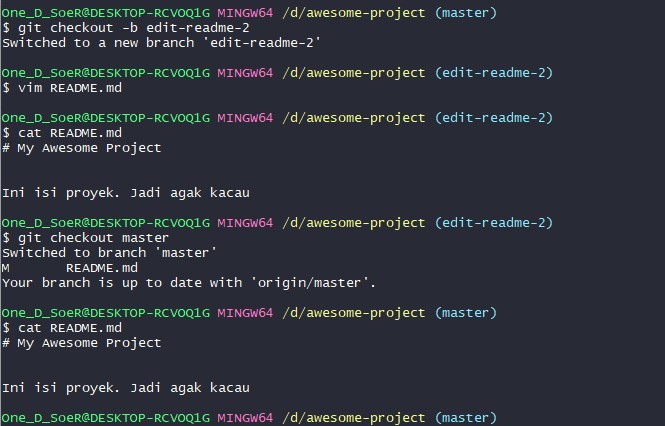 One_D_SoeR@DESKTOP-RCVOQ1G MINGW64 /d/awesome-project (master)
$ git checkout -b edit-readme-2
Switched to a new branch 'edit-readme-2'
One_D_SoeR@DESKTOP-RCVOQ1G MINGW64 /d/awesome-project (edit-readme-2)
$ vim README.md
One_D_SoeR@DESKTOP-RCVOQ1G MINGW64 /d/awesome-project (edit-readme-2)
$ cat README.md
# My Awesome Project
Ini isi proyek. Jadi agak kacau
One_D_SoeR@DESKTOP-RCVOQ1G MINGW64 /d/awesome-project (edit-readme-2)
$ git checkout master
Switched to branch 'master'
M       README.md
Your branch is up to date with 'origin/master'.
One_D_SoeR@DESKTOP-RCVOQ1G MINGW64 /d/awesome-project (master)
$ cat README.md
# My Awesome Project
Ini isi proyek. Jadi agak kacau
One_D_SoeR@DESKTOP-RCVOQ1G MINGW64 /d/awesome-project (master)